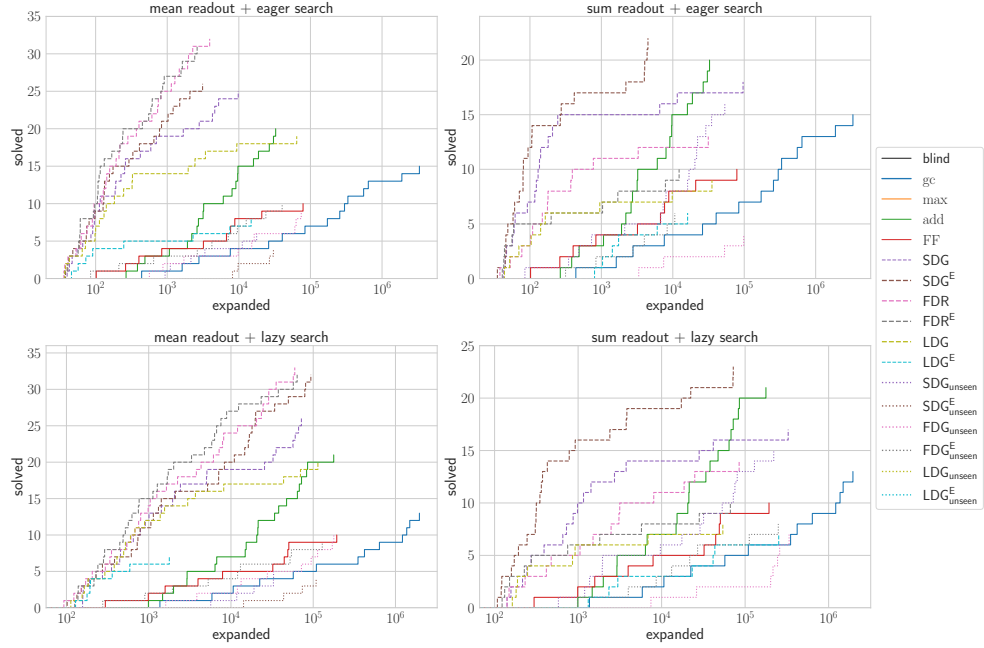 mean readout + eager search
35
30
25
20
15
10
5
0
solved
10² 10³ 10⁴ 10⁵ 10⁶
expanded
sum readout + eager search
20
15
10
5
0
solved
10² 10³ 10⁴ 10⁵ 10⁶
expanded
mean readout + lazy search
35
30
25
20
15
10
5
0
solved
10² 10³ 10⁴ 10⁵ 10⁶
expanded
sum readout + lazy search
25
20
15
10
5
0
solved
10² 10³ 10⁴ 10⁵ 10⁶
expanded
blind
gc
max
add
FF
SDG
SDG^E
FDR
FDR^E
LDG
LDG^E
SDG_unseen
SDG^E_unseen
FDG_unseen
FDG^E_unseen
LDG_unseen
LDG^E_unseen